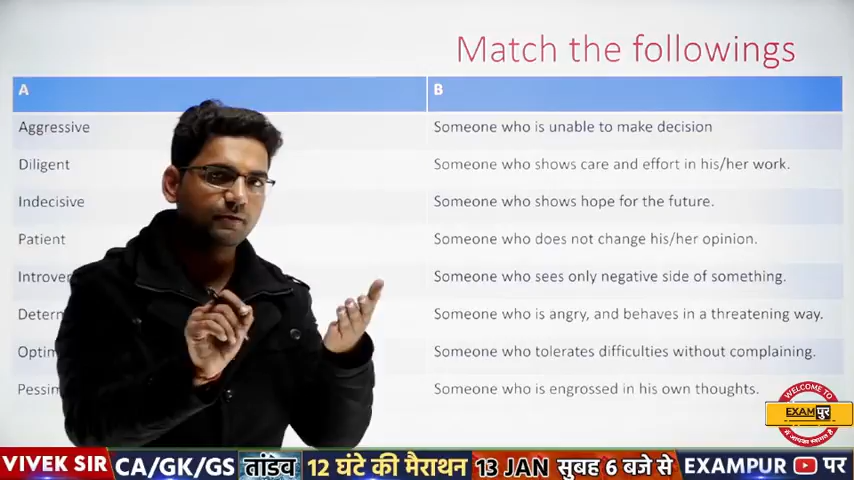 Match the followings
A B
Aggressive Someone who is unable to make decision
Diligent Someone who shows care and effort in his/her work.
Indecisive Someone who shows hope for the future.
Patient Someone who does not change his/her opinion.
Someone who sees only negative side of something.
Someone who is angry, and behaves in a threatening way.
Someone who tolerates difficulties without complaining.
Someone who is engrossed in his own thoughts.
WELCOME TO
EXAMपुर
में आपका स्वागत है
VIVEK SIR CA/GK/GS तांडव 12 घंटे की मैराथन 13 JAN सुबह 6 बजे से EXAMPUR पर